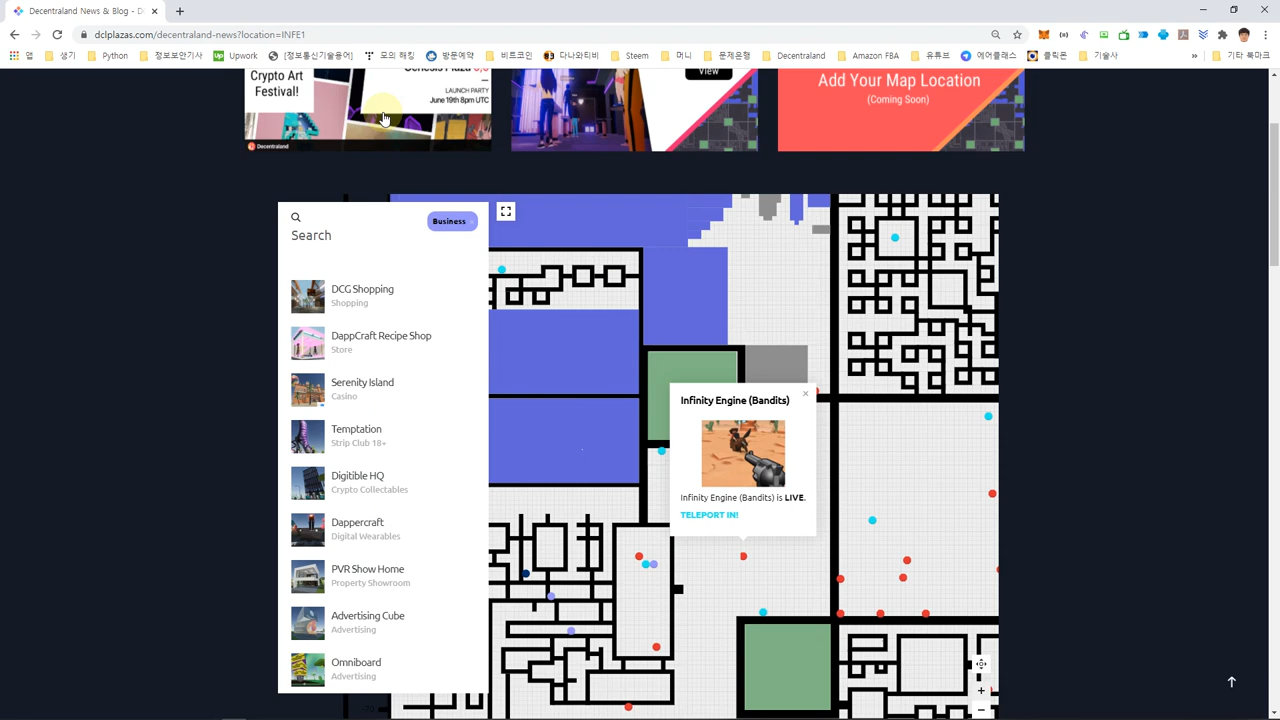 Decentraland News & Blog - DCL
dclplazas.com/decentraland-news?location=INFE1
앱
생기
Python
정보보안기사
Upwork
[정보통신기술용어]
모의 해킹
방문예약
비트코인
다나와티비
Steem
머니
문제은행
Decentraland
Amazon FBA
유튜브
에어클래스
클릭몬
기술사
»
기타 북마크
Crypto Art
Festival!
LAUNCH PARTY
June 19th 8pm UTC
Decentraland
View
Add Your Map Location
(Coming Soon)
Business
Search
DCG Shopping
Shopping
DappCraft Recipe Shop
Store
Serenity Island
Casino
Temptation
Strip Club 18+
Digitible HQ
Crypto Collectables
Dappercraft
Digital Wearables
PVR Show Home
Property Showroom
Advertising Cube
Advertising
Omniboard
Advertising
Infinity Engine (Bandits)
Infinity Engine (Bandits) is LIVE.
TELEPORT IN!